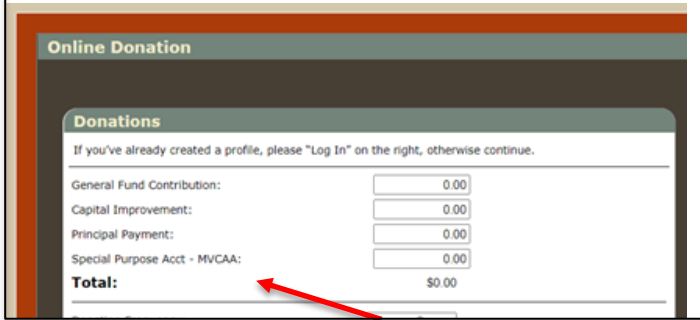 Online Donation
Donations
If you've already created a profile, please "Log In" on the right, otherwise continue.
General Fund Contribution: 0.00
Capital Improvement: 0.00
Principal Payment: 0.00
Special Purpose Acct - MVCAA: 0.00
Total: $0.00